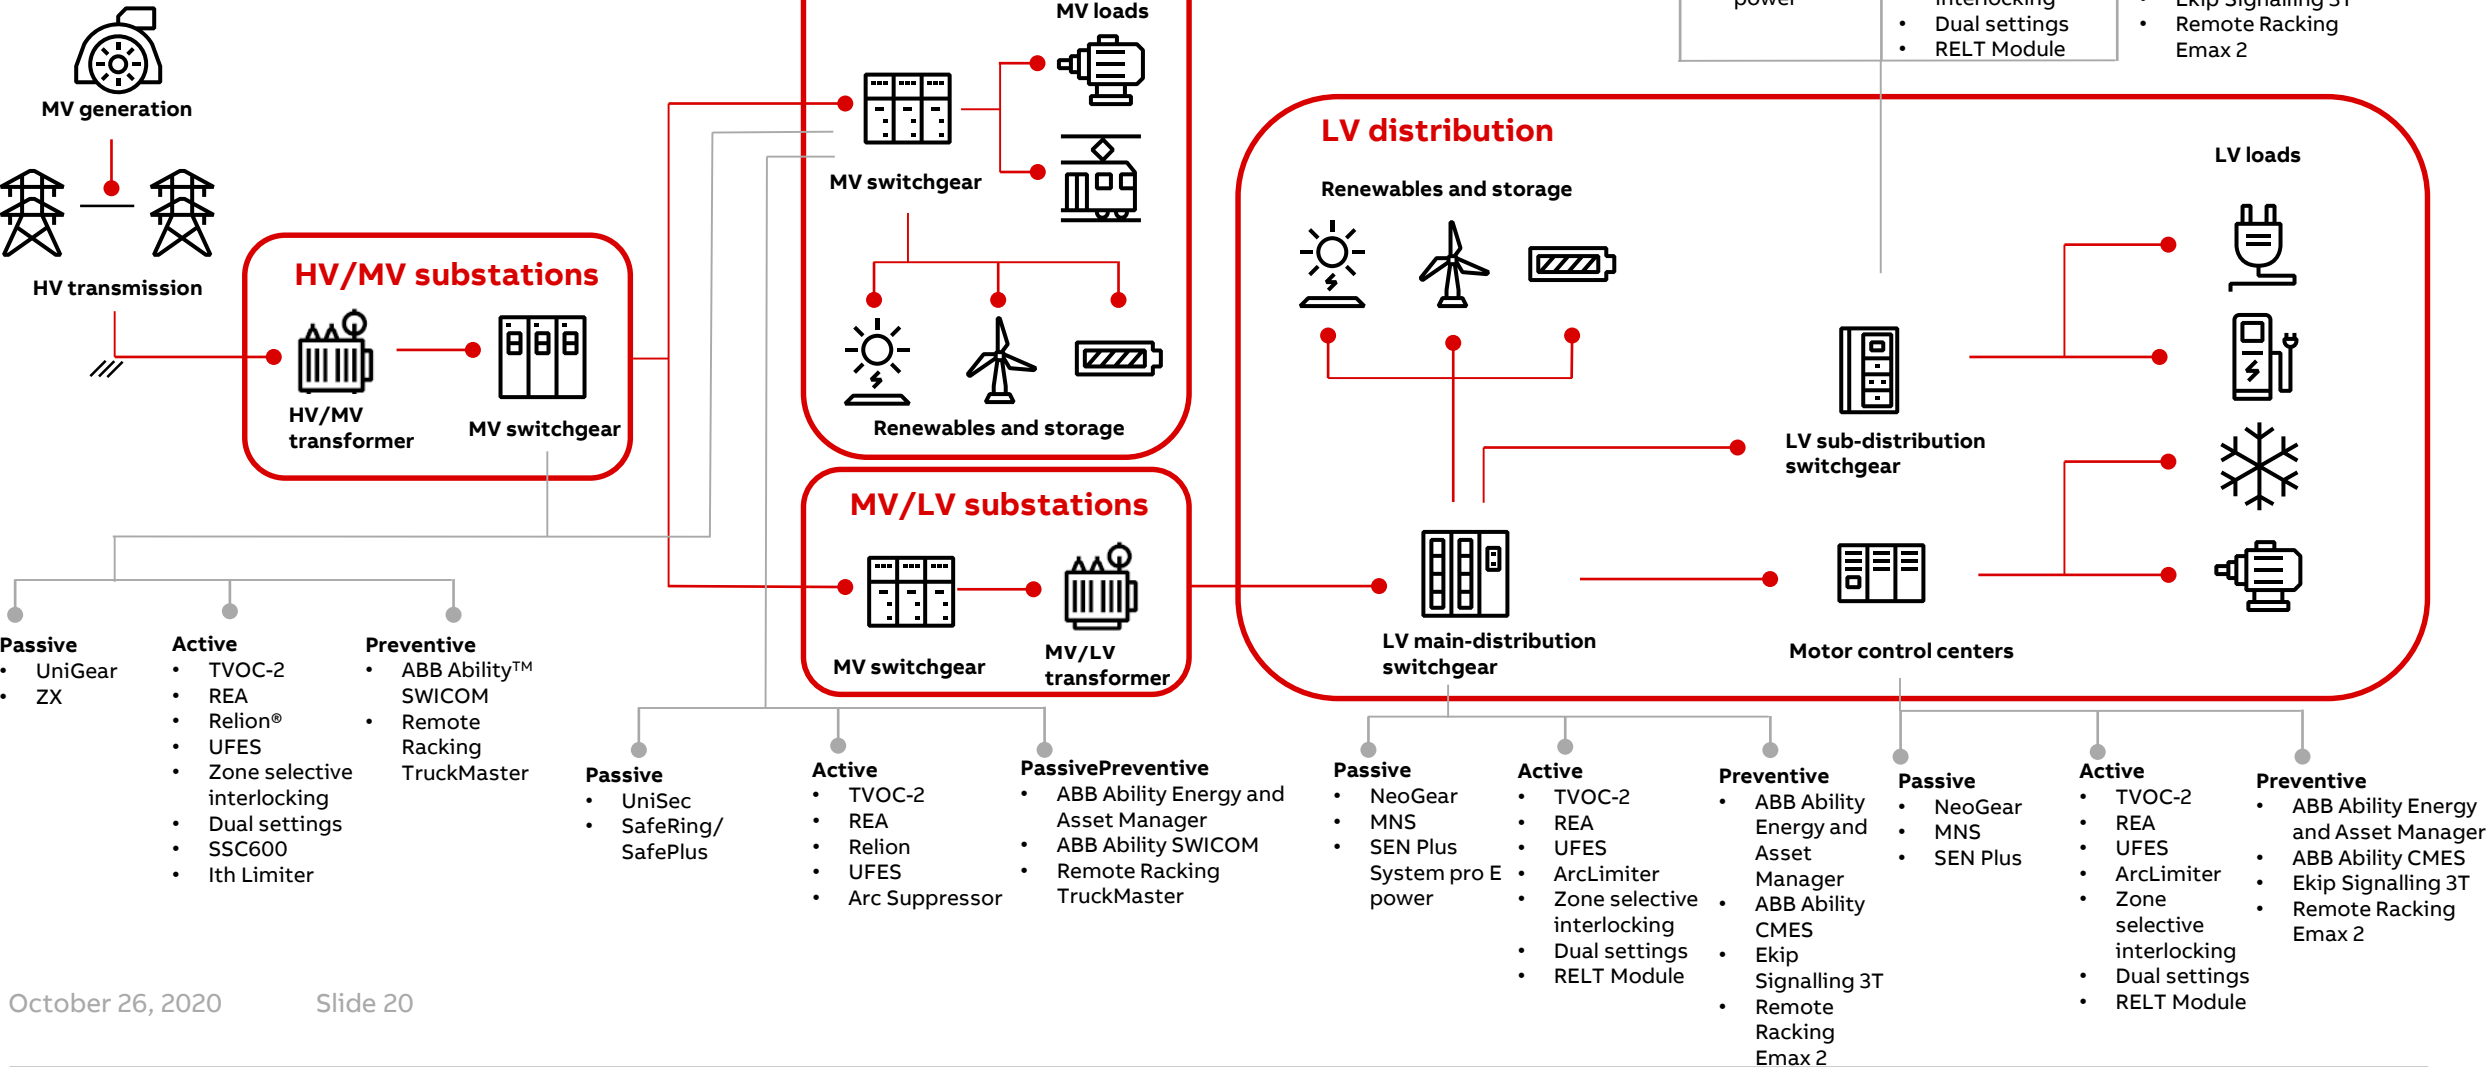 MV loads
power
interlocking
• Dual settings
• RELT Module
• Ekip Signalling 3T
• Remote Racking
Emax 2
MV generation
LV distribution
LV loads
MV switchgear
Renewables and storage
HV/MV substations
HV transmission
HV/MV
transformer
MV switchgear
Renewables and storage
LV sub-distribution
switchgear
MV/LV substations
MV switchgear
MV/LV
transformer
LV main-distribution
switchgear
Motor control centers
Passive
• UniGear
• ZX
Active
• TVOC-2
• REA
• Relion®
• UFES
• Zone selective
interlocking
• Dual settings
• SSC600
• Ith Limiter
Preventive
• ABB Ability™
SWICOM
• Remote
Racking
TruckMaster
Passive
• UniSec
• SafeRing/
SafePlus
Active
• TVOC-2
• REA
• Relion
• UFES
• Arc Suppressor
PassivePreventive
• ABB Ability Energy and
Asset Manager
• ABB Ability SWICOM
• Remote Racking
TruckMaster
Passive
• NeoGear
• MNS
• SEN Plus
System pro E
power
Active
• TVOC-2
• REA
• UFES
• ArcLimiter
• Zone selective
interlocking
• Dual settings
• RELT Module
Preventive
• ABB Ability
Energy and
Asset
Manager
• ABB Ability
CMES
• Ekip
Signalling 3T
• Remote
Racking
Emax 2
Passive
• NeoGear
• MNS
• SEN Plus
Active
• TVOC-2
• REA
• UFES
• ArcLimiter
• Zone
selective
interlocking
• Dual settings
• RELT Module
Preventive
• ABB Ability Energy
and Asset Manager
• ABB Ability CMES
• Ekip Signalling 3T
• Remote Racking
Emax 2
October 26, 2020
Slide 20